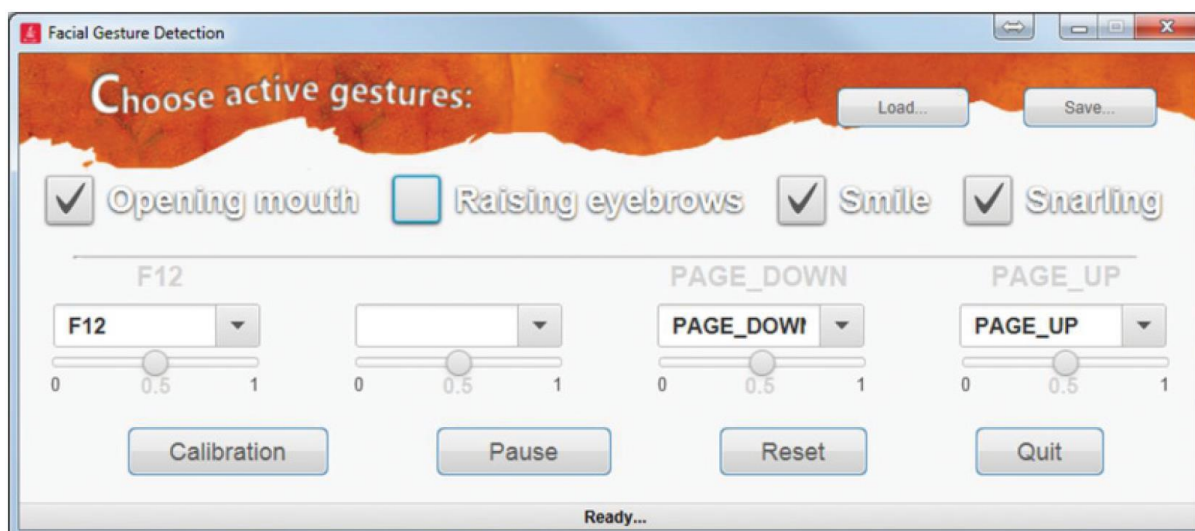 Facial Gesture Detection
Choose active gestures:
Load... Save...
Opening mouth Raising eyebrows Smile Snarling
F12 PAGE_DOWN PAGE_UP
F12 PAGE_DOWN PAGE_UP
0 0.5 1 0 0.5 1 0 0.5 1 0 0.5 1
Calibration Pause Reset Quit
Ready...